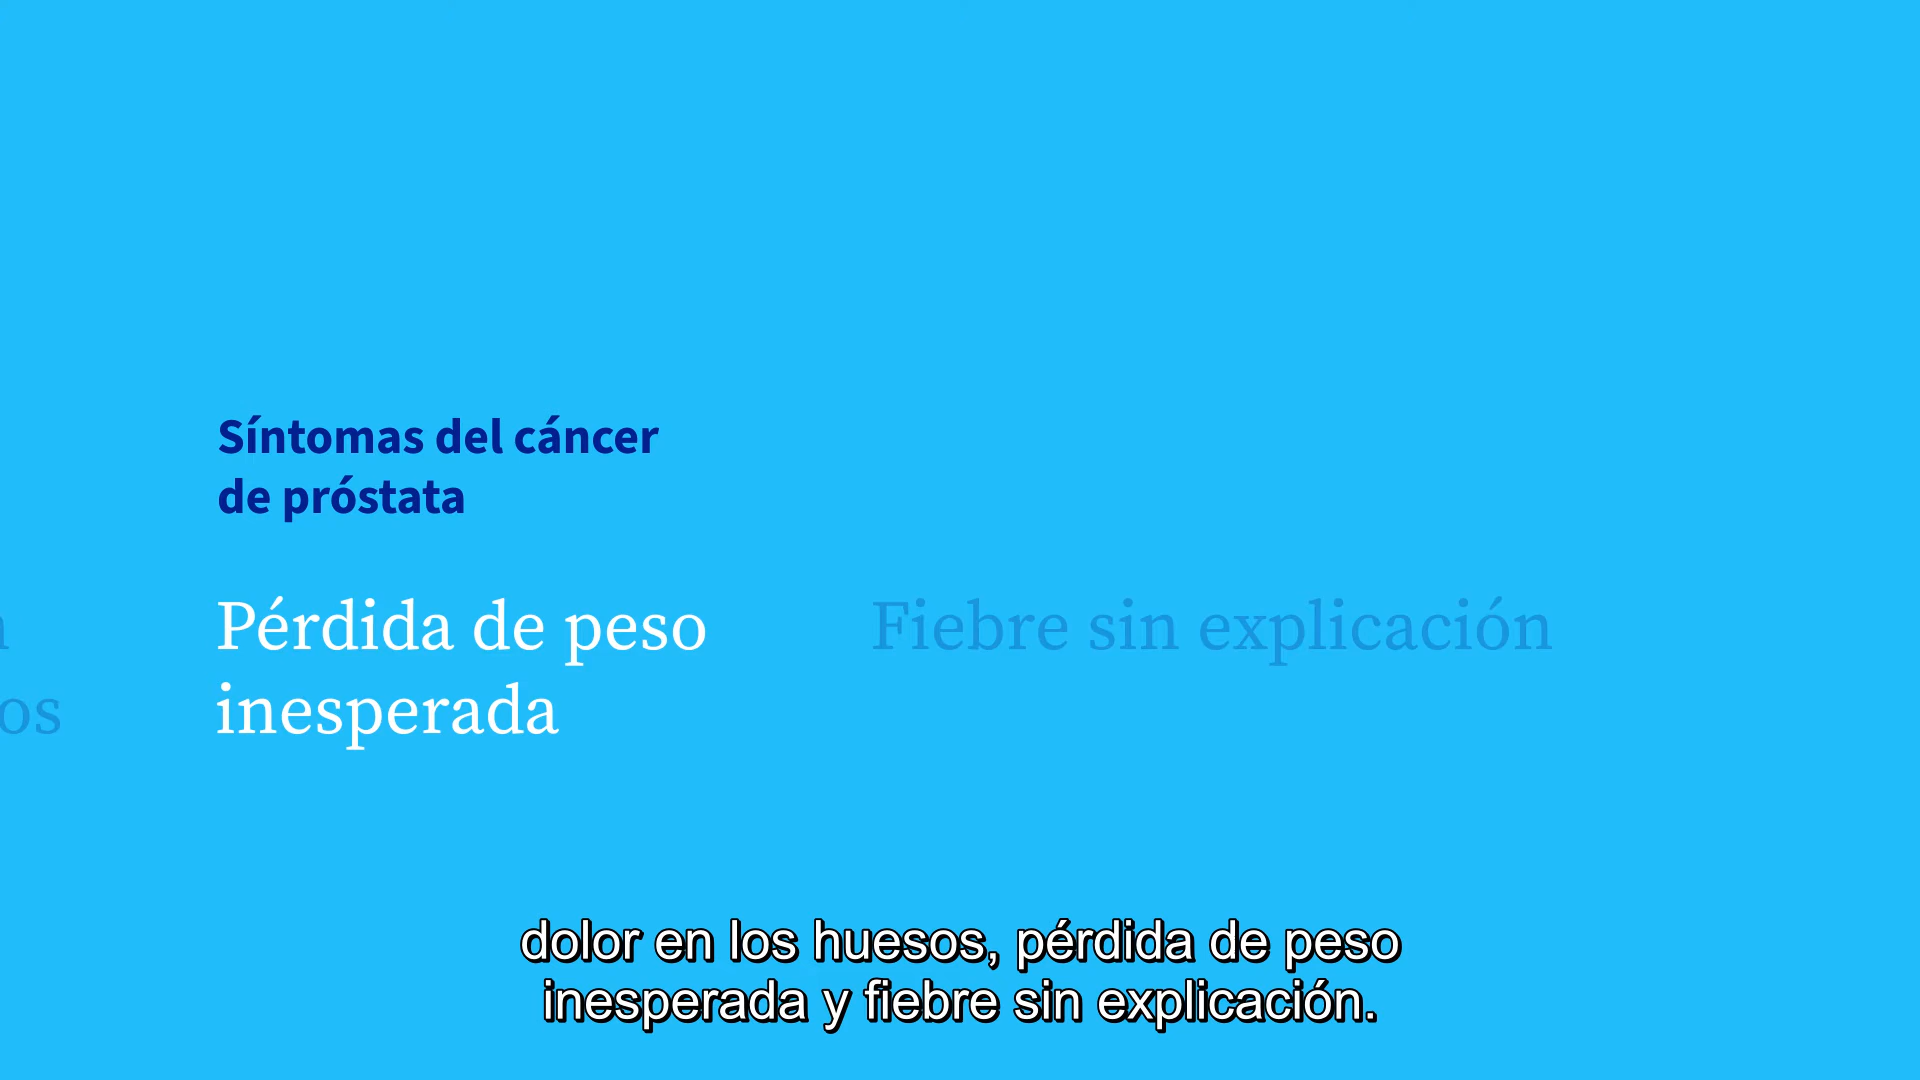 Síntomas del cáncer
de próstata
Pérdida de peso
inesperada
Fiebre sin explicación
dolor en los huesos, pérdida de peso
inesperada y fiebre sin explicación.